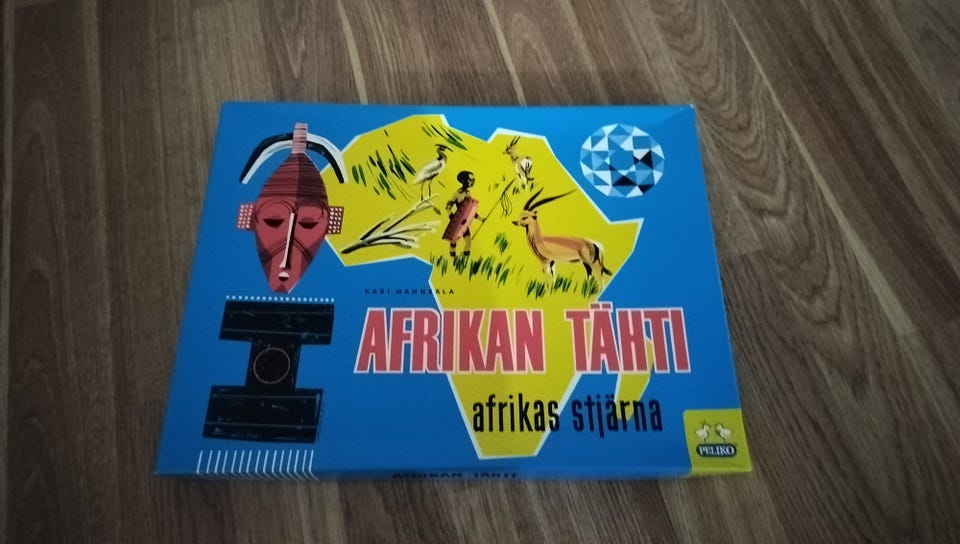 KARI MANNERLA
AFRIKAN TÄHTI
afrikas stjärna
PELIKO
AFRIKAN TÄHTI